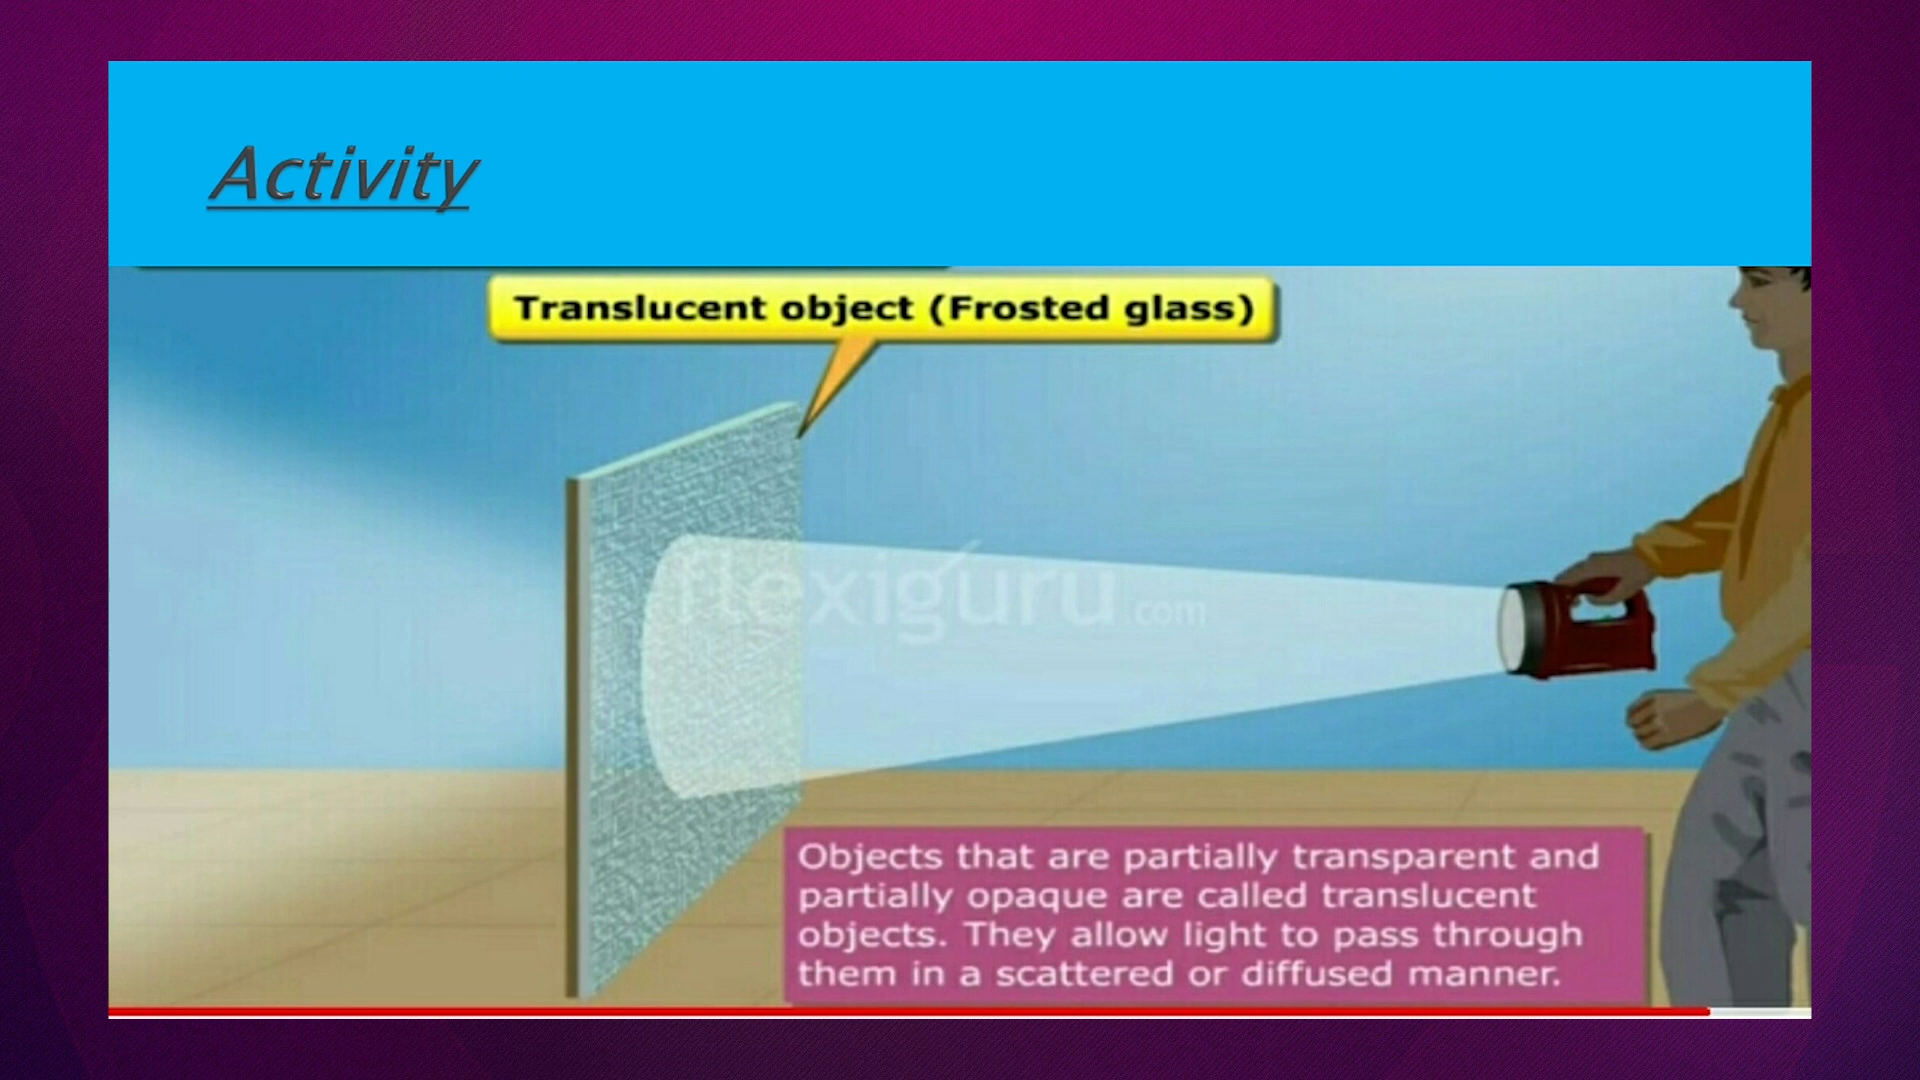 Activity
Translucent object (Frosted glass)
flexiguru.com
Objects that are partially transparent and
partially opaque are called translucent
objects. They allow light to pass through
them in a scattered or diffused manner.